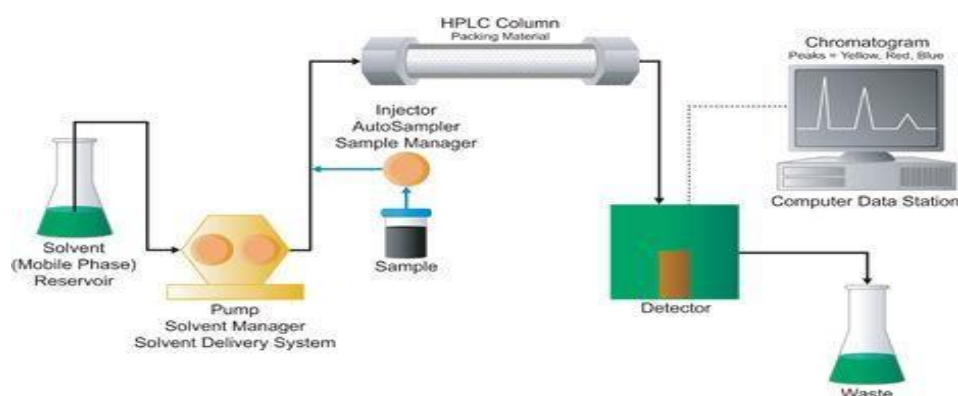 HPLC Column
Packing Material
Chromatogram
Peaks = Yellow, Red, Blue
Injector
AutoSampler
Sample Manager
Solvent
(Mobile Phase)
Reservoir
Sample
Computer Data Station
Pump
Solvent Manager
Solvent Delivery System
Detector
Waste